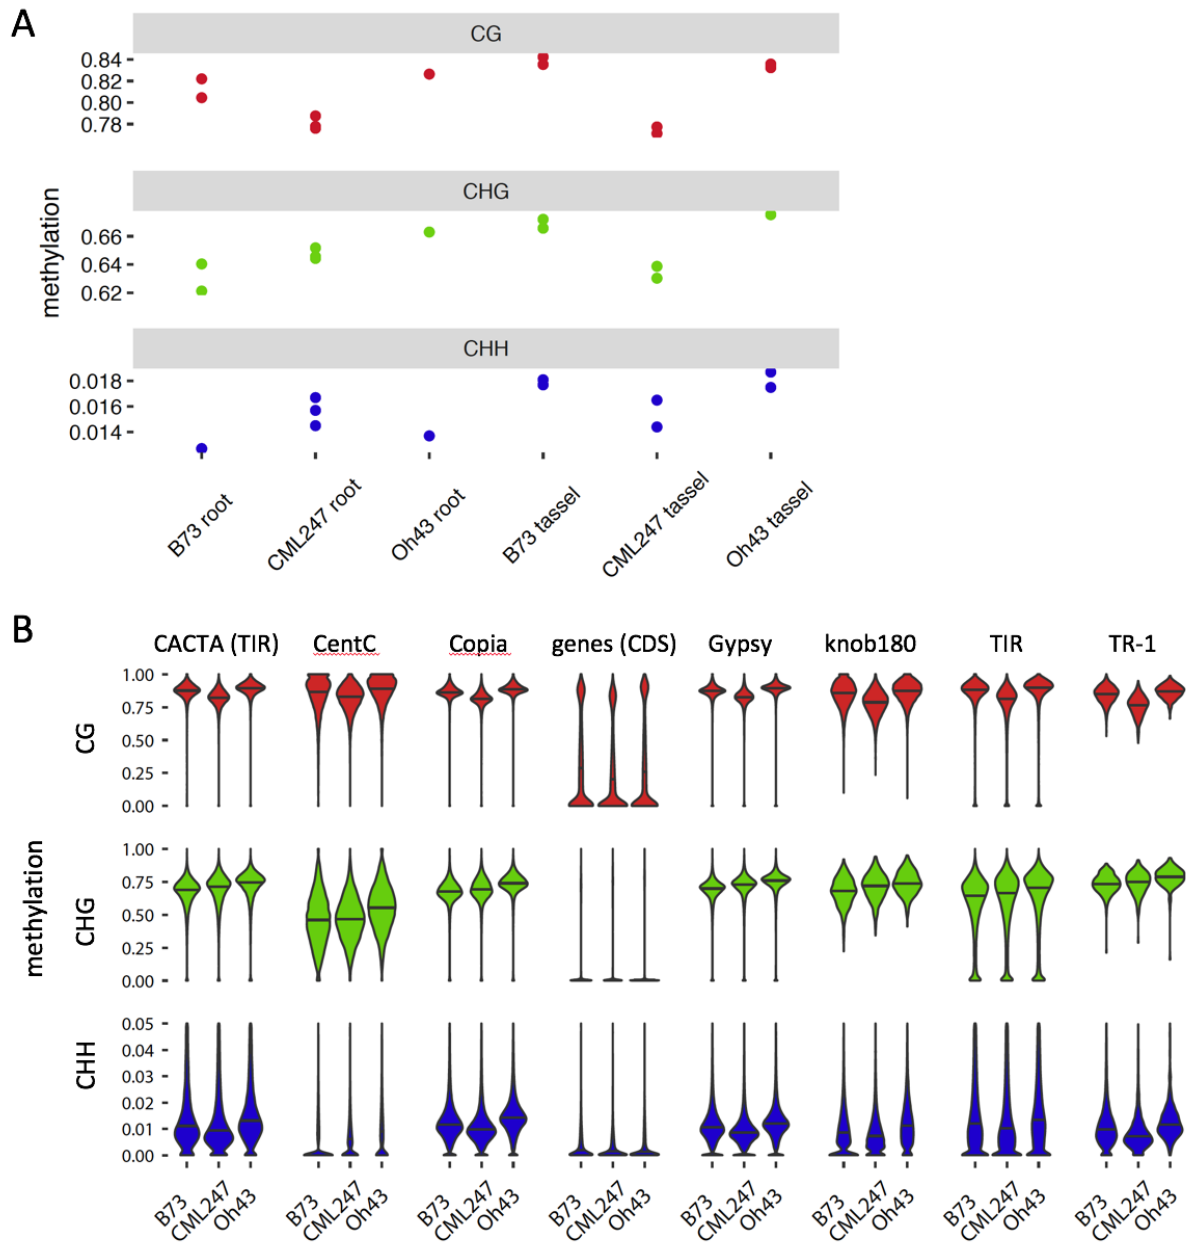 A
CG
0.84
0.82
0.80
0.78
CHG
0.66
0.64
0.62
CHH
0.018
0.016
0.014
methylation
B73 root
CML247 root
Oh43 root
B73 tassel
CML247 tassel
Oh43 tassel
B
CACTA (TIR) CentC Copia genes (CDS) Gypsy knob180 TIR TR-1
CG
1.00
0.75
0.50
0.25
0.00
methylation
CHG
1.00
0.75
0.50
0.25
0.00
CHH
0.05
0.04
0.03
0.02
0.01
0.00
B73 CML247 Oh43 B73 CML247 Oh43 B73 CML247 Oh43 B73 CML247 Oh43 B73 CML247 Oh43 B73 CML247 Oh43 B73 CML247 Oh43 B73 CML247 Oh43